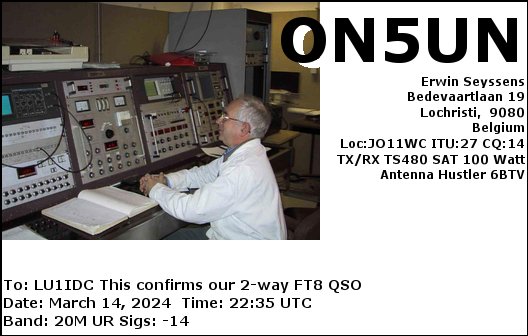 ON5UN
Erwin Seyssens
Bedevaartlaan 19
Lochristi, 9080
Belgium
Loc:JO11WC ITU:27 CQ:14
TX/RX TS480 SAT 100 Watt
Antenna Hustler 6BTV
To: LU1IDC This confirms our 2-way FT8 QSO
Date: March 14, 2024 Time: 22:35 UTC
Band: 20M UR Sigs: -14